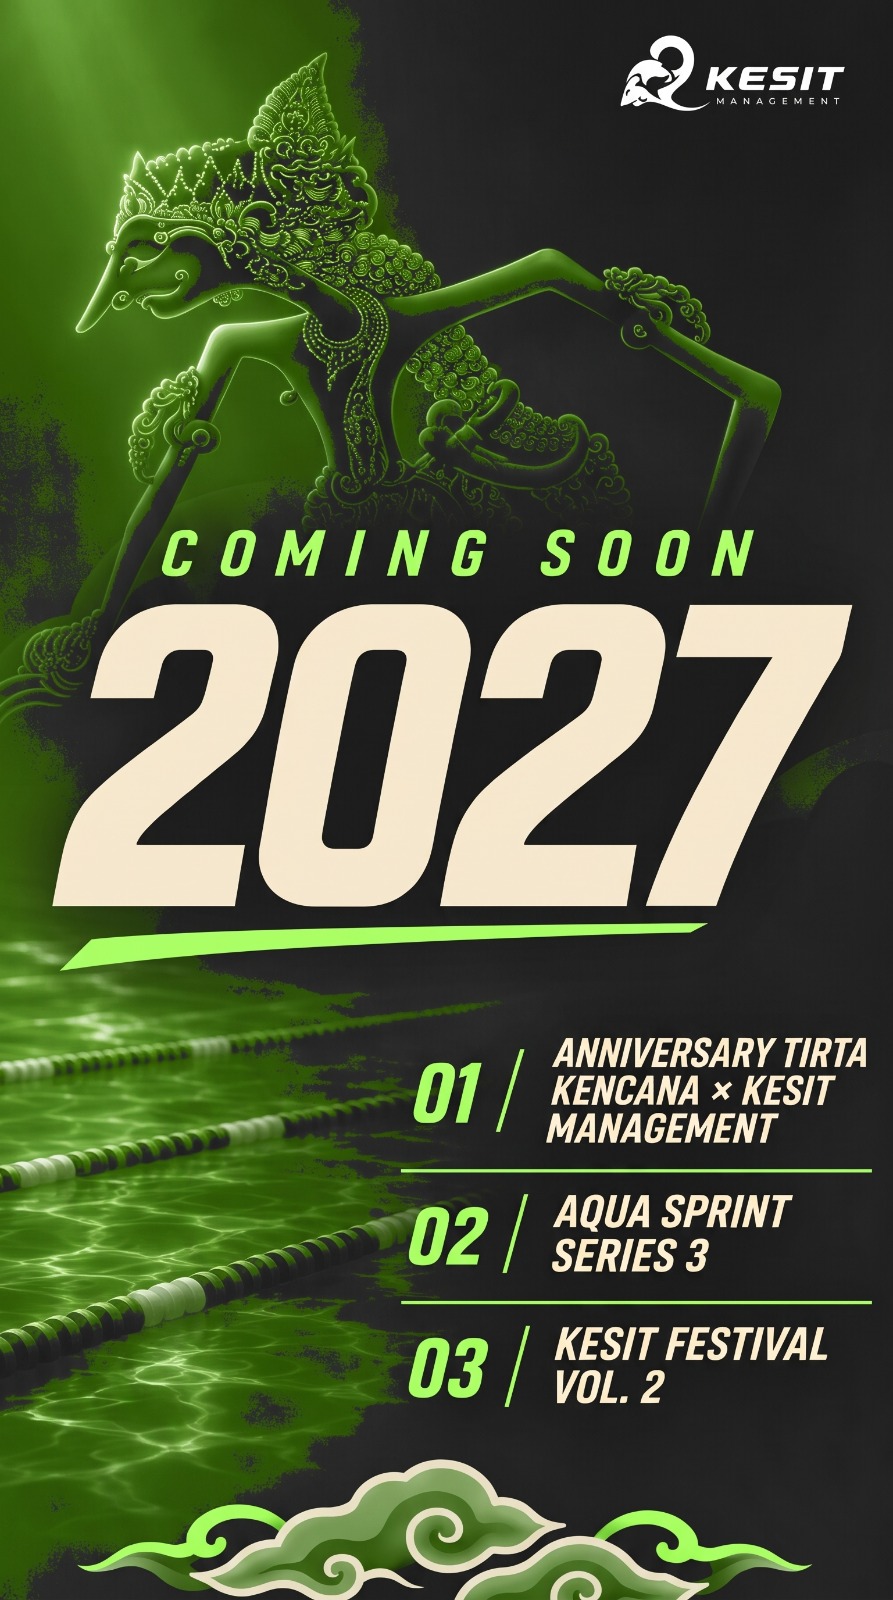 KESIT
MANAGEMENT
COMING SOON
2027
01 / ANNIVERSARY TIRTA
KENCANA × KESIT
MANAGEMENT
02 / AQUA SPRINT
SERIES 3
03 / KESIT FESTIVAL
VOL. 2